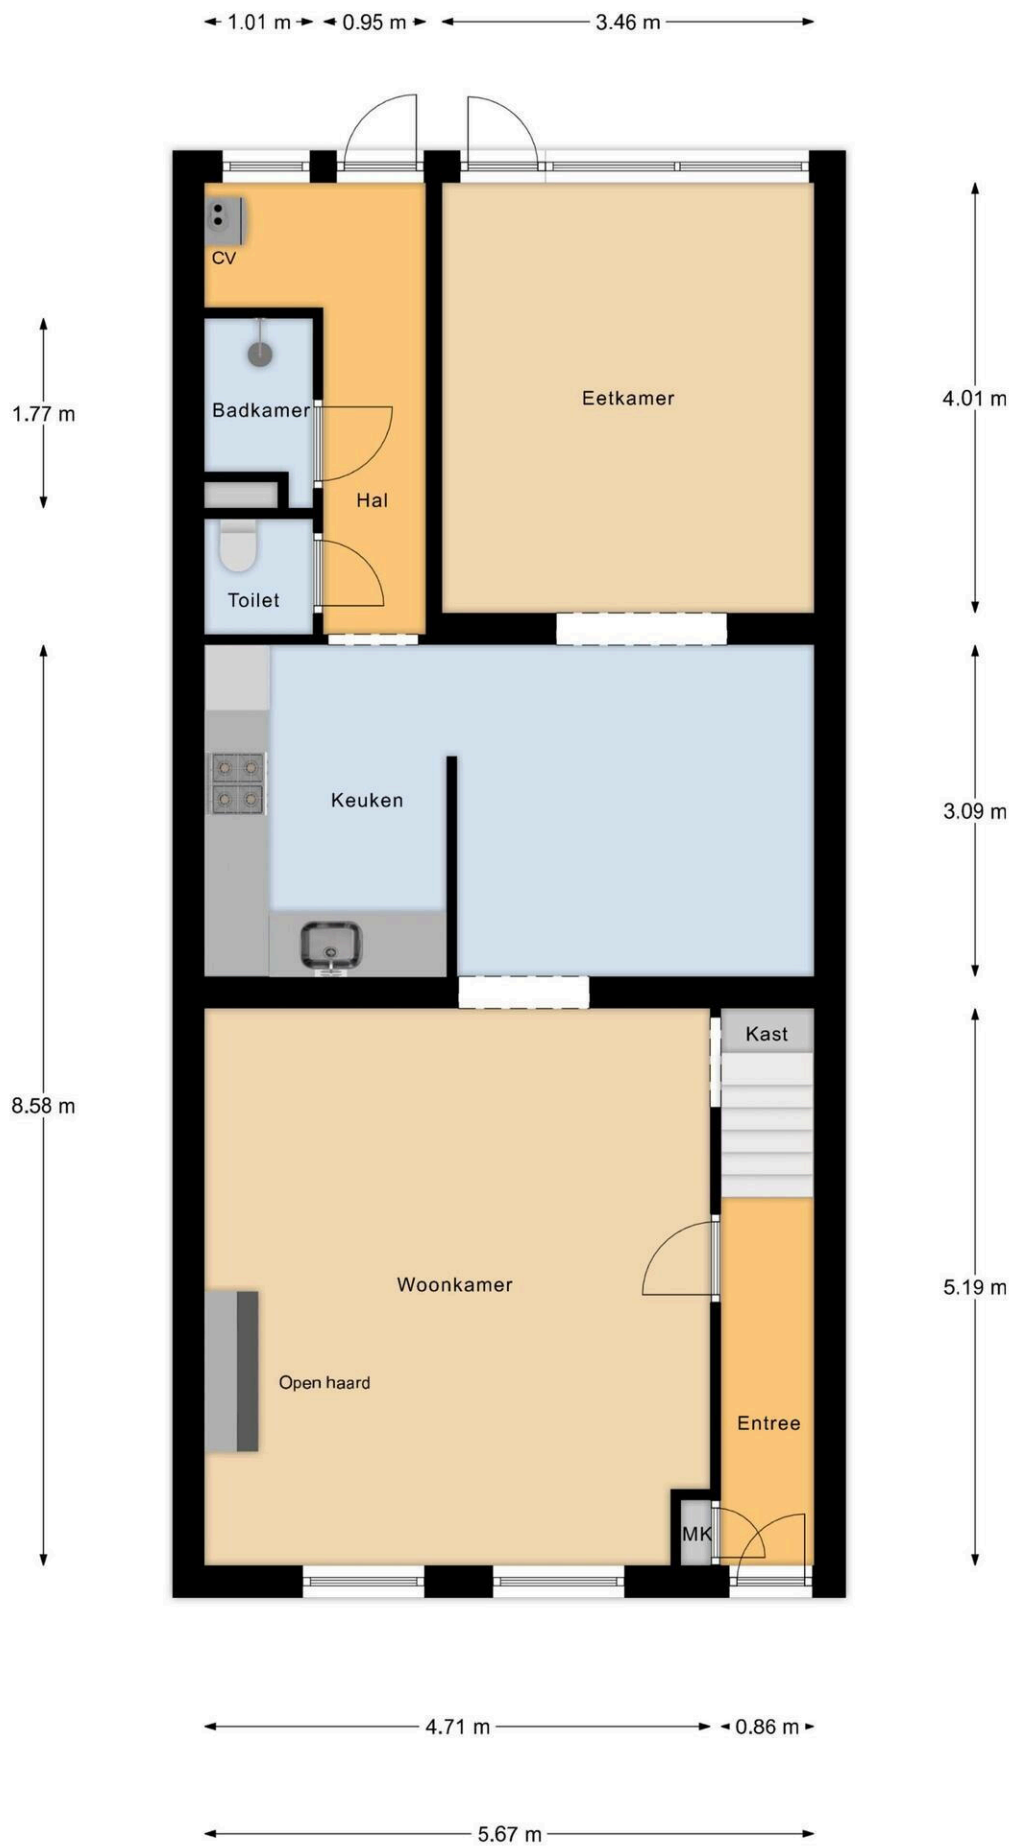 1.01 m 0.95 m 3.46 m
CV
Eetkamer
4.01 m
Badkamer
1.77 m
Hal
Toilet
Keuken
3.09 m
Kast
8.58 m
Woonkamer
5.19 m
Open haard
Entree
MK
4.71 m 0.86 m
5.67 m